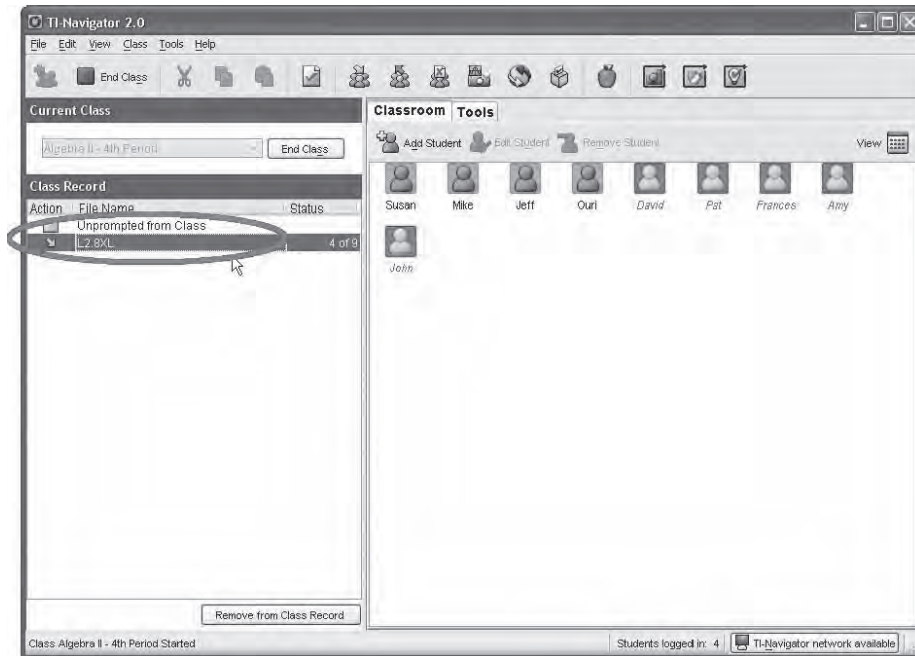 TI-Navigator 2.0
File Edit View Class Tools Help
End Class
Current Class
Algebra II - 4th Period
End Class
Class Record
Action File Name Status
Unprompted from Class
L2.8XL 4 of 9
Remove from Class Record
Classroom Tools
Add Student Edit Student Remove Student View
Susan Mike Jeff Ouri David Pat Frances Amy
John
Class Algebra II - 4th Period Started
Students logged in: 4 TI-Navigator network available